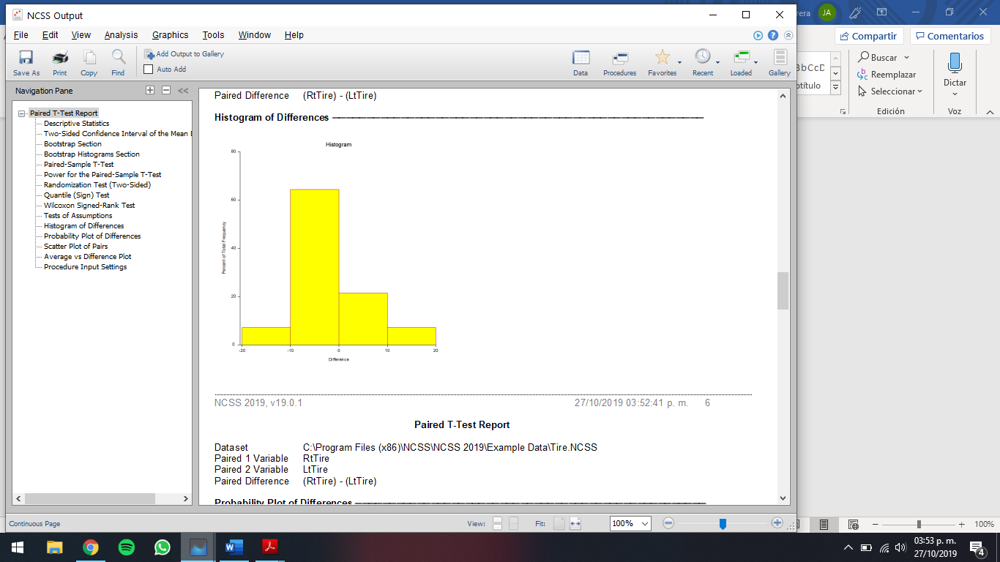 NCSS Output
rera JA
File Edit View Analysis Graphics Tools Window Help
Compartir Comentarios
Save As Print Copy Find
Add Output to Gallery
Auto Add
Data Procedures Favorites Recent Loaded Gallery
Buscar
Reemplazar
Seleccionar
Edición
Dictar
Voz
Navigation Pane
Paired T-Test Report
Descriptive Statistics
Two-Sided Confidence Interval of the Mean
Bootstrap Section
Bootstrap Histograms Section
Paired-Sample T-Test
Power for the Paired-Sample T-Test
Randomization Test (Two-Sided)
Quantile (Sign) Test
Wilcoxon Signed-Rank Test
Tests of Assumptions
Histogram of Differences
Probability Plot of Differences
Scatter Plot of Pairs
Average vs Difference Plot
Procedure Input Settings
Paired Difference (RtTire) - (LtTire)
Histogram of Differences
Histogram
80
60
40
20
0
Percent of Total Frequency
-20 -10 0 10 20
Difference
NCSS 2019, v19.0.1 27/10/2019 03:52:41 p. m. 6
Paired T-Test Report
Dataset C:\Program Files (x86)\NCSS\NCSS 2019\Example Data\Tire.NCSS
Paired 1 Variable RtTire
Paired 2 Variable LtTire
Paired Difference (RtTire) - (LtTire)
Probability Plot of Differences
Continuous Page View: Fit: 100%
100%
03:53 p. m.
27/10/2019
4